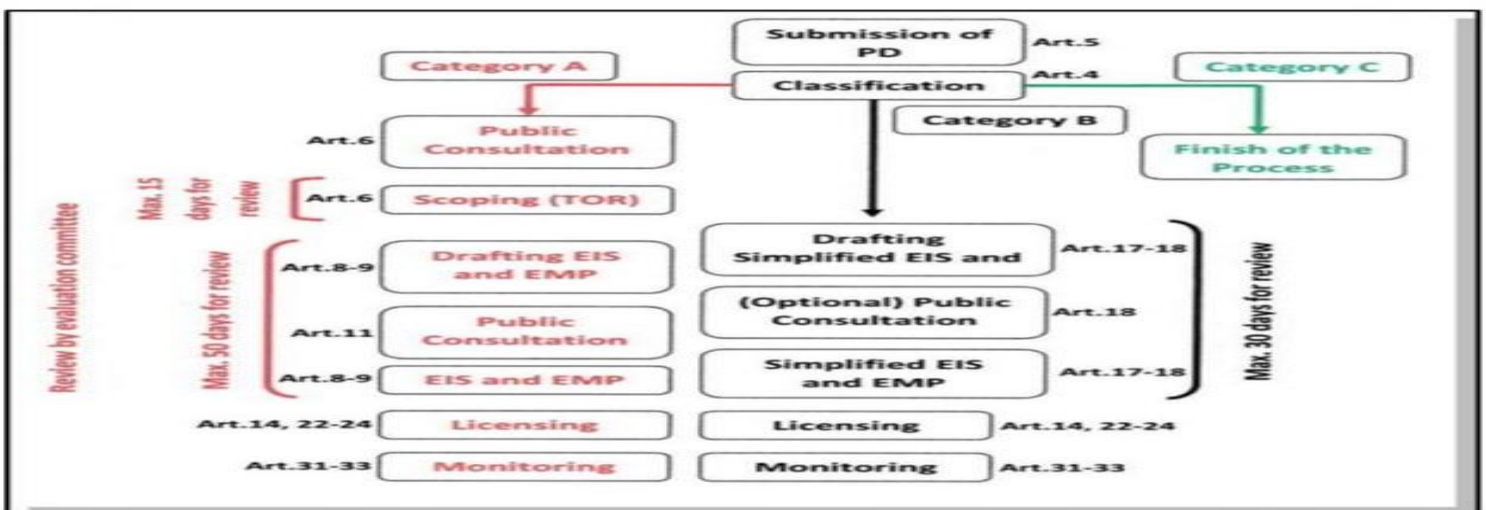 Submission of
PD
Art.5
Category A
Category C
Classification
Art.4
Category B
Art.6
Public
Consultation
Finish of the
Process
Max. 15
days for
review
Art.6
Scoping (TOR)
Review by evaluation committee
Max. 50 days for review
Art.8-9
Drafting EIS
and EMP
Art.11
Public
Consultation
Art.8-9
EIS and EMP
Art.14, 22-24
Licensing
Art.31-33
Monitoring
Drafting
Simplified EIS and
Art.17-18
(Optional) Public
Consultation
Art.18
Simplified EIS
and EMP
Art.17-18
Max. 30 days for review
Licensing
Art.14, 22-24
Monitoring
Art.31-33